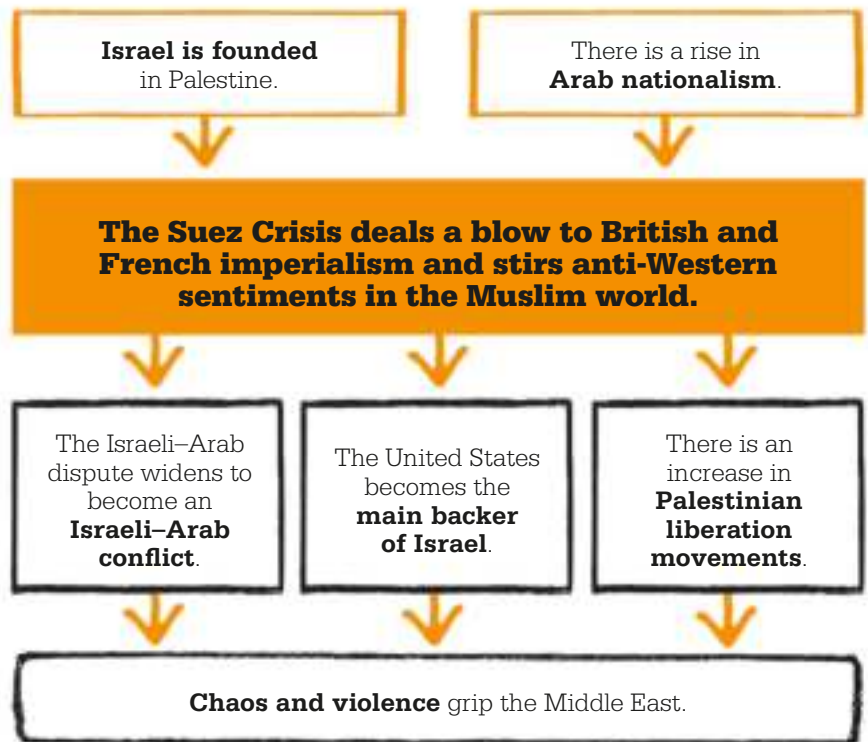 Israel is founded
in Palestine.
There is a rise in
Arab nationalism.
The Suez Crisis deals a blow to British and
French imperialism and stirs anti-Western
sentiments in the Muslim world.
The Israeli–Arab
dispute widens to
become an
Israeli–Arab
conflict.
The United States
becomes the
main backer
of Israel.
There is an
increase in
Palestinian
liberation
movements.
Chaos and violence grip the Middle East.